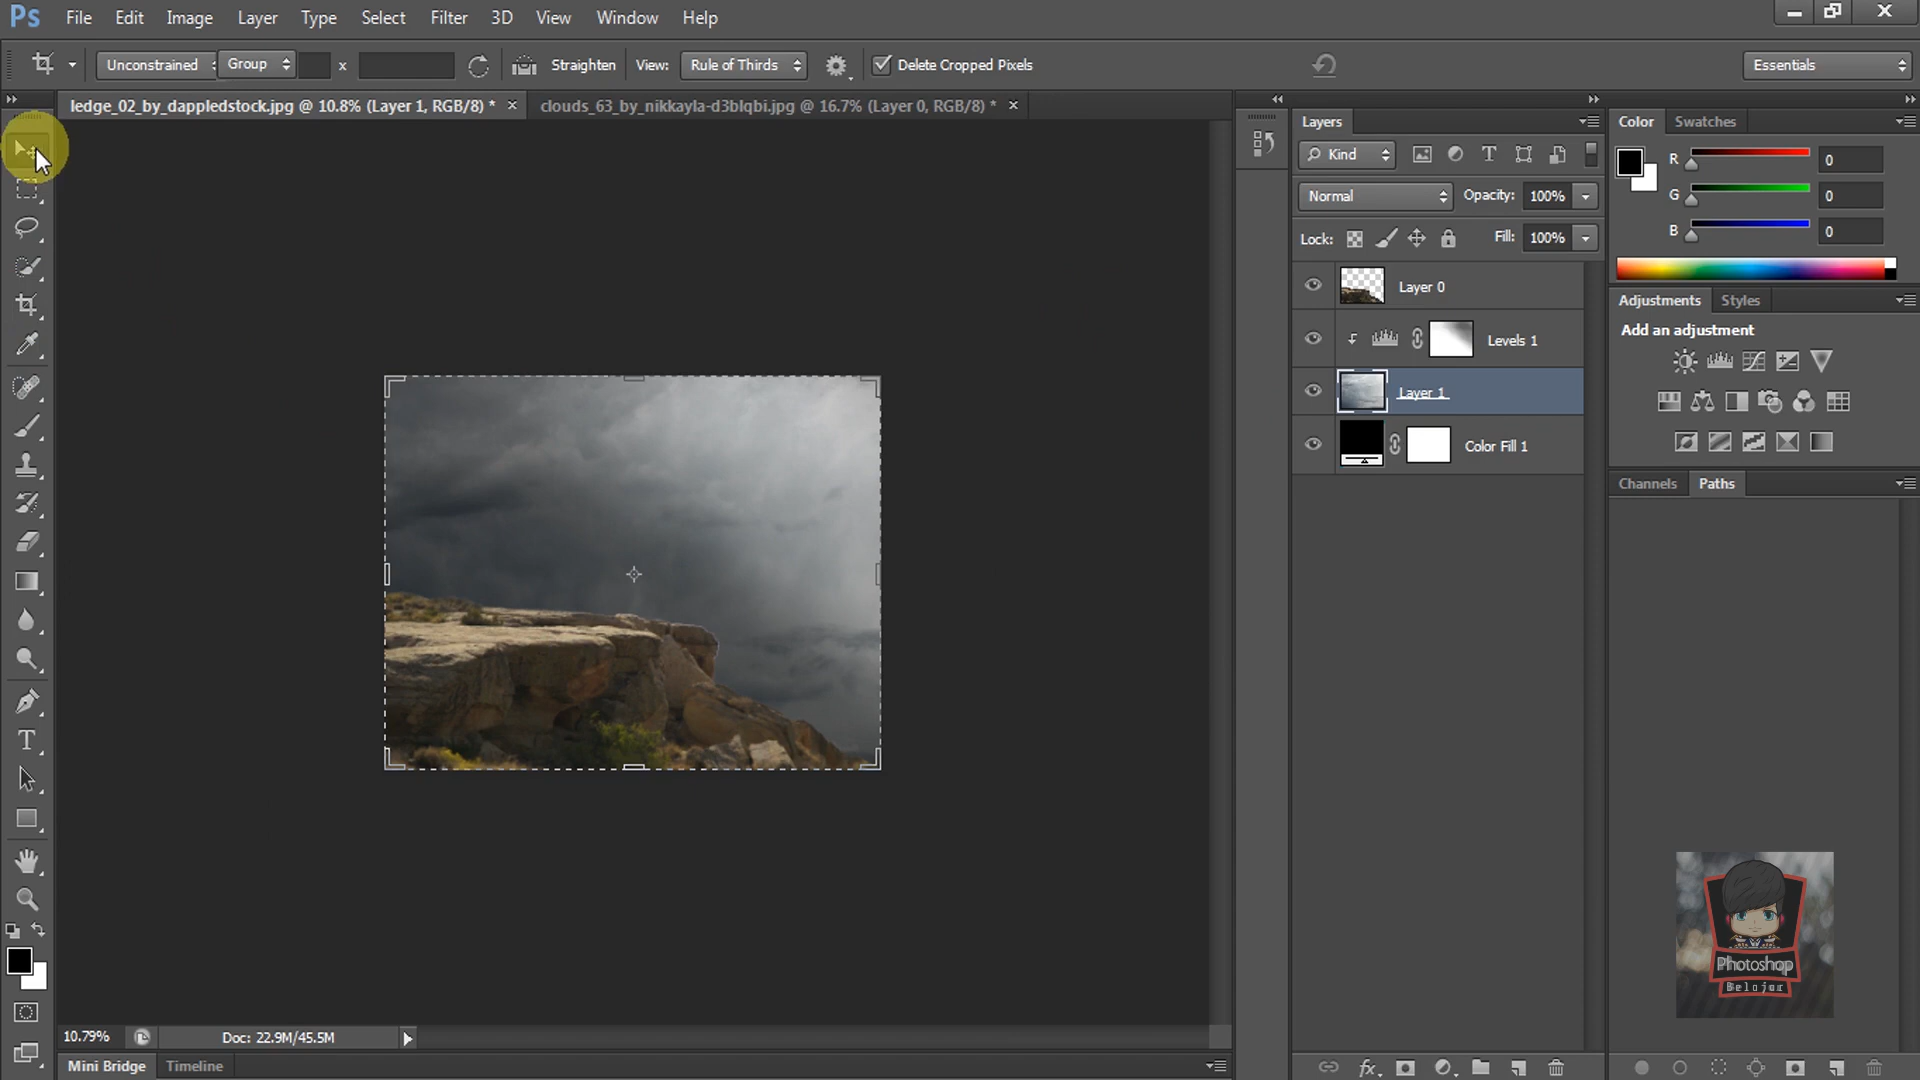 Ps File Edit Image Layer Type Select Filter 3D View Window Help
Unconstrained Group x Straighten View: Rule of Thirds Delete Cropped Pixels Essentials
ledge_02_by_dappledstock.jpg @ 10.8% (Layer 1, RGB/8) * clouds_63_by_nikkayla-d3blqbi.jpg @ 16.7% (Layer 0, RGB/8) *
Layers
Kind
Normal Opacity: 100%
Lock: Fill: 100%
Layer 0
Levels 1
Layer 1
Color Fill 1
Color Swatches
R 0
G 0
B 0
Adjustments Styles
Add an adjustment
Channels Paths
Photoshop
Belajar
10.79% Doc: 22.9M/45.5M
Mini Bridge Timeline
fx